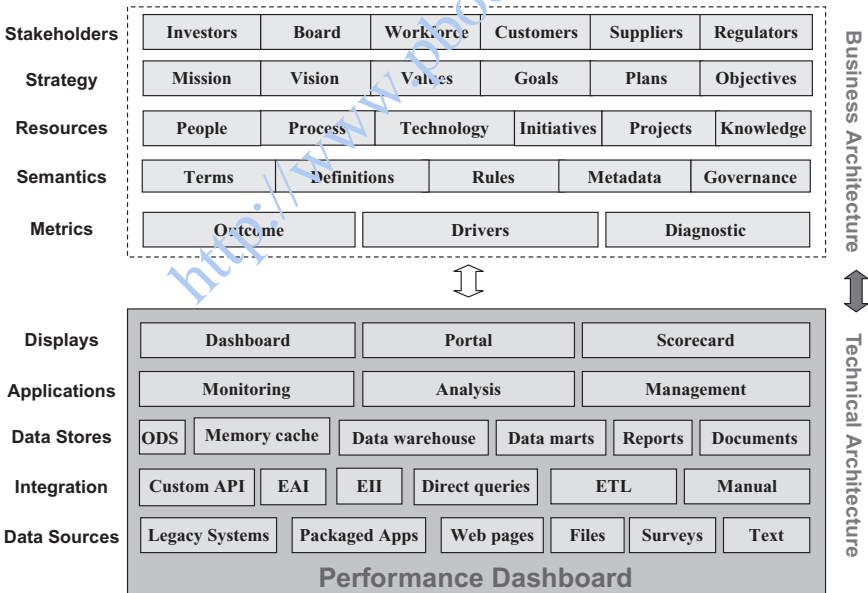 Stakeholders Investors Board Workforce Customers Suppliers Regulators
Strategy Mission Vision Values Goals Plans Objectives
Resources People Process Technology Initiatives Projects Knowledge
Semantics Terms Definitions Rules Metadata Governance
Metrics Outcome Drivers Diagnostic
Business Architecture
Displays Dashboard Portal Scorecard
Applications Monitoring Analysis Management
Data Stores ODS Memory cache Data warehouse Data marts Reports Documents
Integration Custom API EAI EII Direct queries ETL Manual
Data Sources Legacy Systems Packaged Apps Web pages Files Surveys Text
Performance Dashboard
Technical Architecture